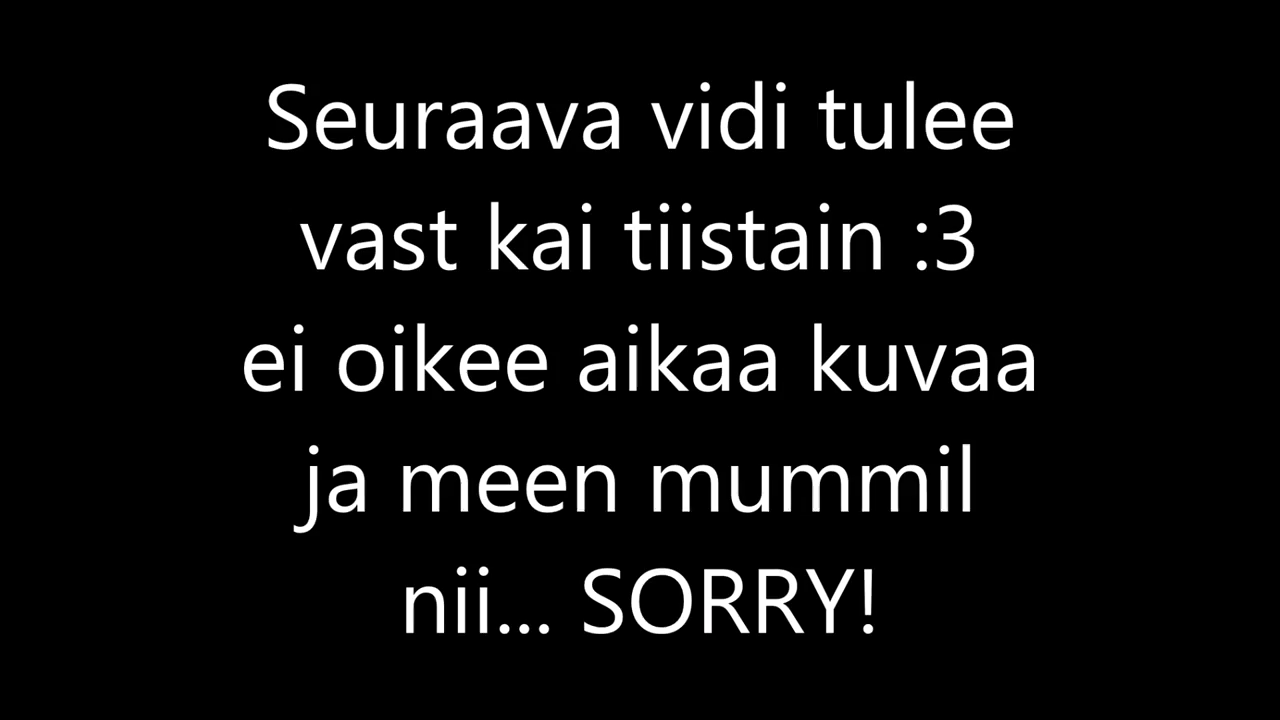 Seuraava vidi tulee
vast kai tiistain :3
ei oikee aikaa kuvaa
ja meen mummil
nii... SORRY!